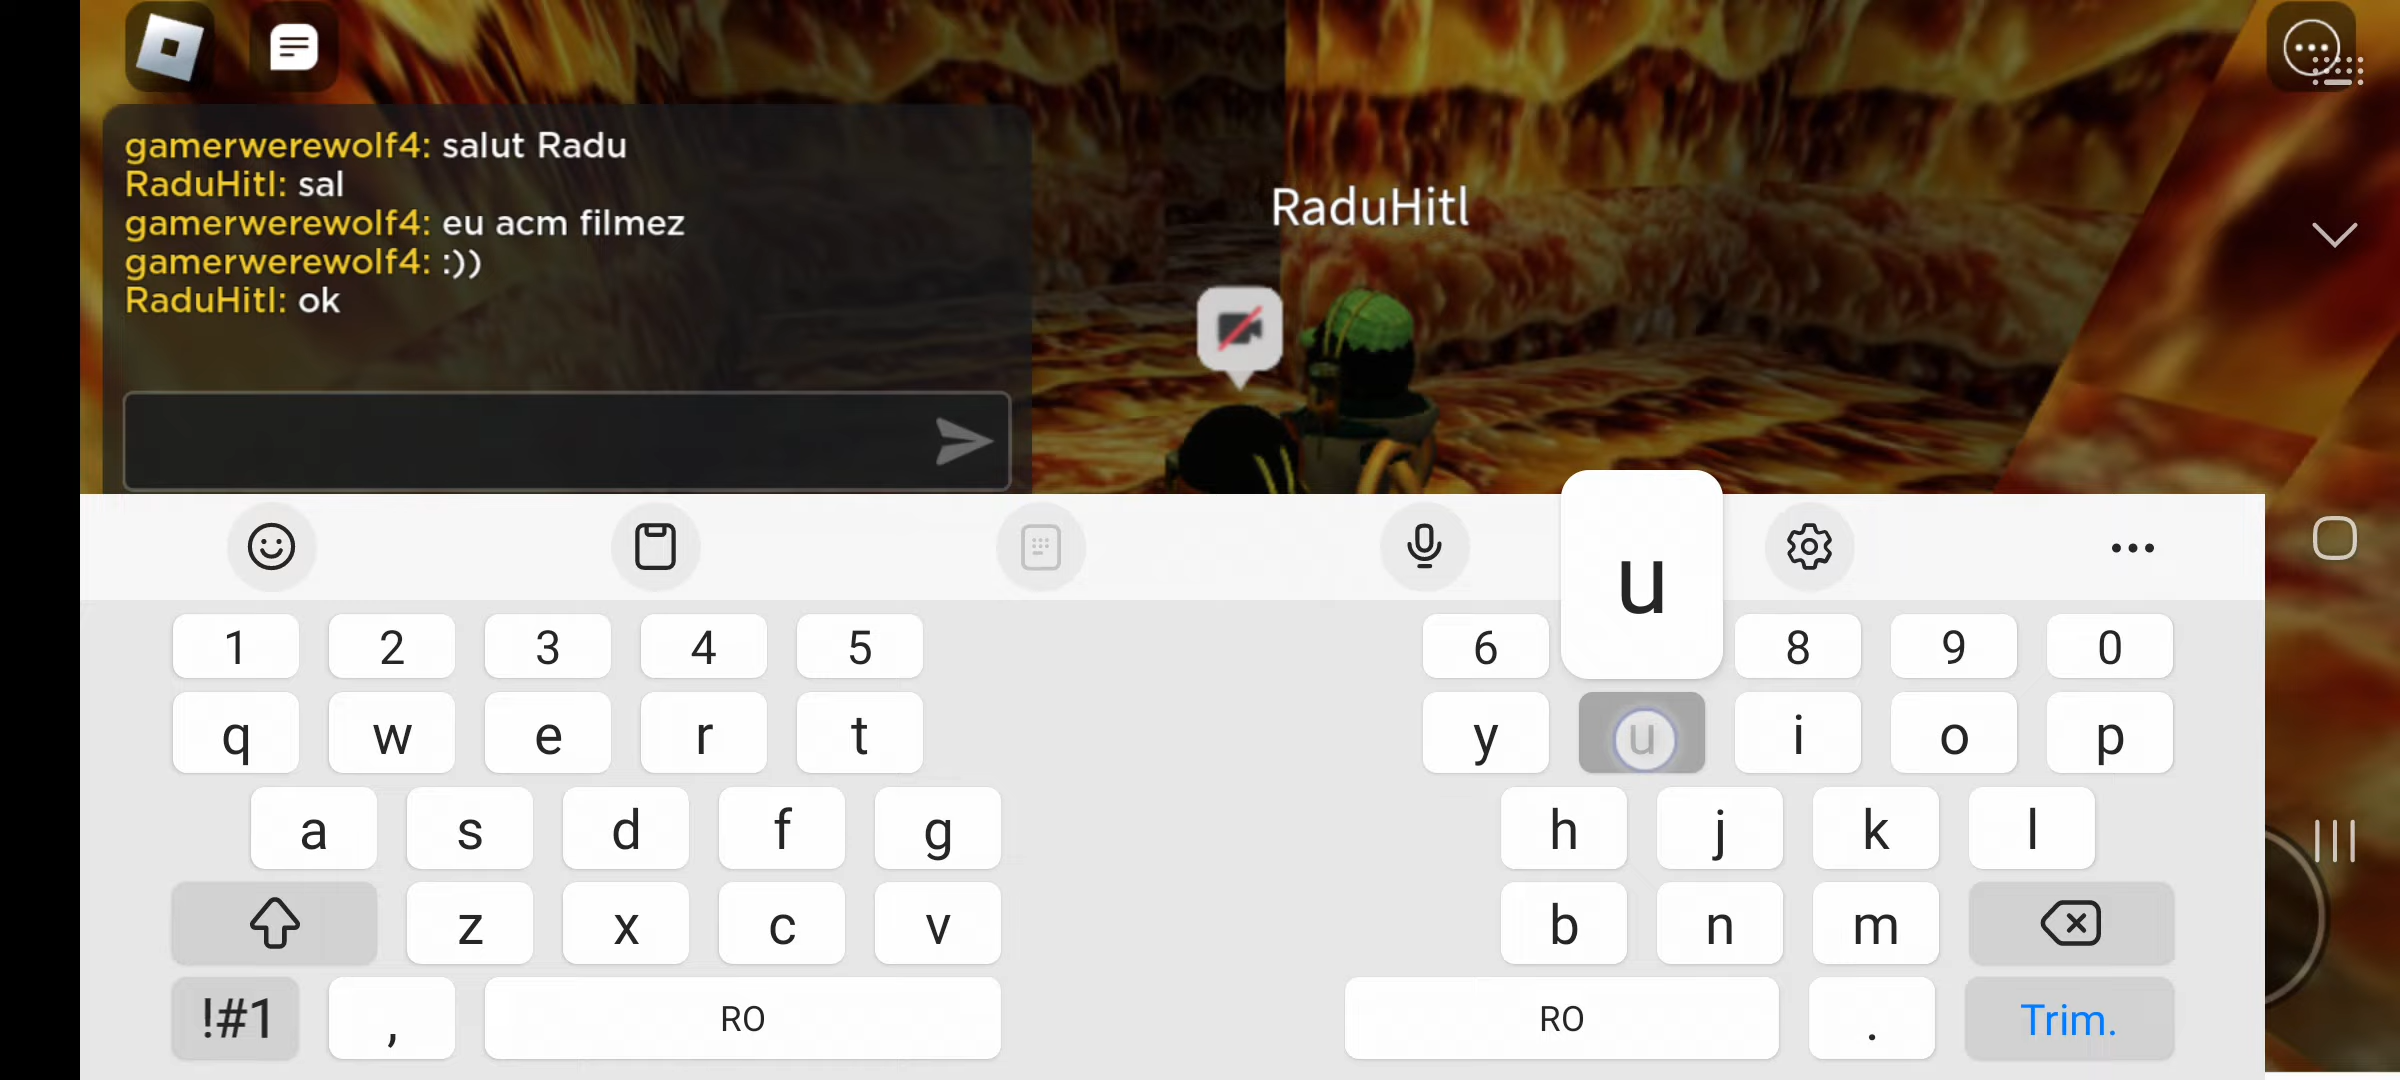 gamerwerewolf4: salut Radu
RaduHitl: sal
gamerwerewolf4: eu acm filmez
gamerwerewolf4: :))
RaduHitl: ok
RaduHitl
u
1 2 3 4 5 6 8 9 0
q w e r t y u i o p
a s d f g h j k l
z x c v b n m
!#1 , RO RO . Trim.